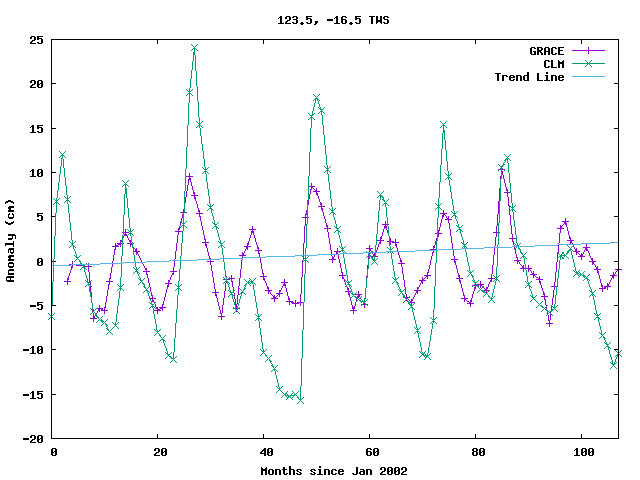 123.5, -16.5 TWS
GRACE
CLM
Trend Line
25
20
15
10
5
0
-5
-10
-15
-20
Anomaly (cm)
0 20 40 60 80 100
Months since Jan 2002